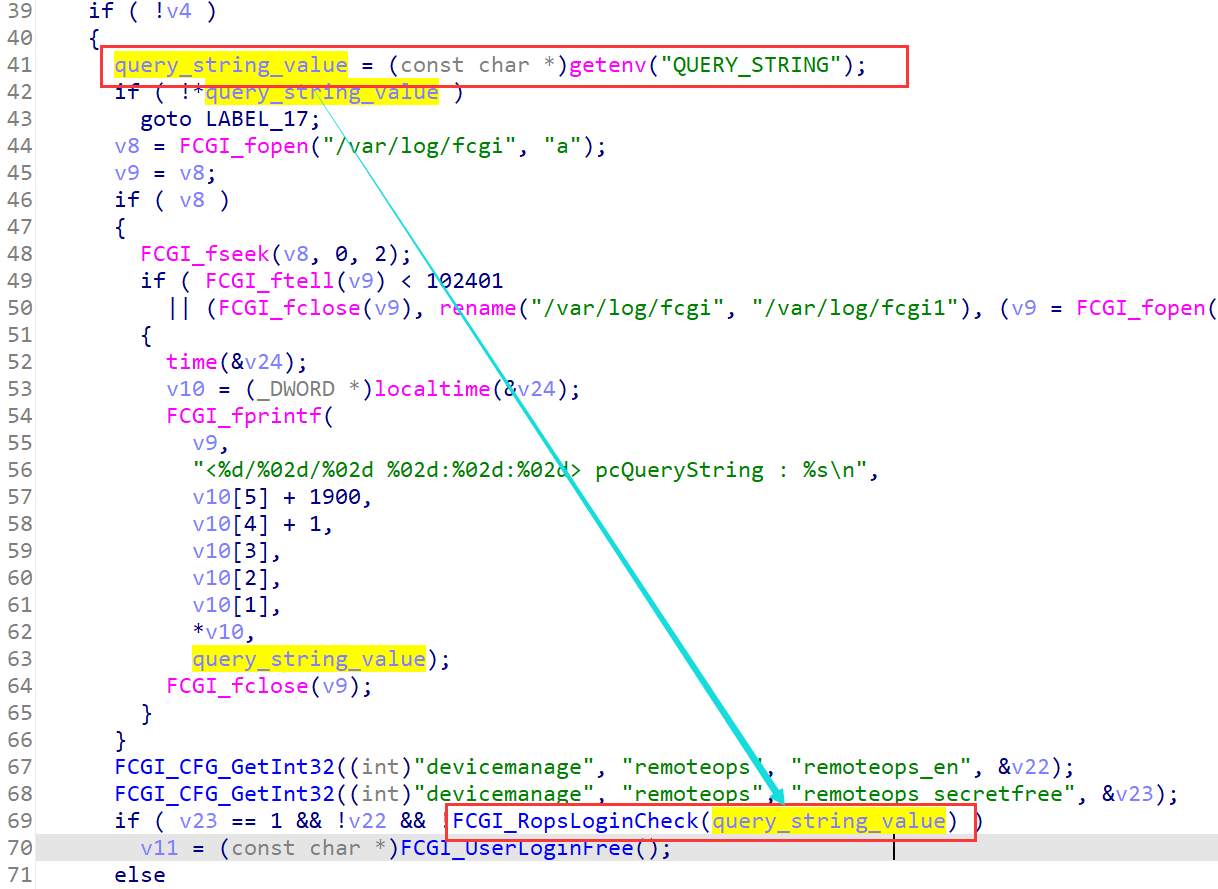 39 if ( !v4 )
40 {
41 query_string_value = (const char *)getenv("QUERY_STRING");
42 if ( !*query_string_value )
43 goto LABEL_17;
44 v8 = FCGI_fopen("/var/log/fcgi", "a");
45 v9 = v8;
46 if ( v8 )
47 {
48 FCGI_fseek(v8, 0, 2);
49 if ( FCGI_ftell(v9) < 102401
50 || (FCGI_fclose(v9), rename("/var/log/fcgi", "/var/log/fcgi1"), (v9 = FCGI_fopen(
51 {
52 time(&v24);
53 v10 = (_DWORD *)localtime(&v24);
54 FCGI_fprintf(
55 v9,
56 "<%d/%02d/%02d %02d:%02d:%02d> pcQueryString : %s\n",
57 v10[5] + 1900,
58 v10[4] + 1,
59 v10[3],
60 v10[2],
61 v10[1],
62 *v10,
63 query_string_value);
64 FCGI_fclose(v9);
65 }
66 }
67 FCGI_CFG_GetInt32((int)"devicemanage", "remoteops", "remoteops_en", &v22);
68 FCGI_CFG_GetInt32((int)"devicemanage", "remoteops", "remoteops_secretfree", &v23);
69 if ( v23 == 1 && !v22 && !FCGI_RopsLoginCheck(query_string_value) )
70 v11 = (const char *)FCGI_UserLoginFree();
71 else